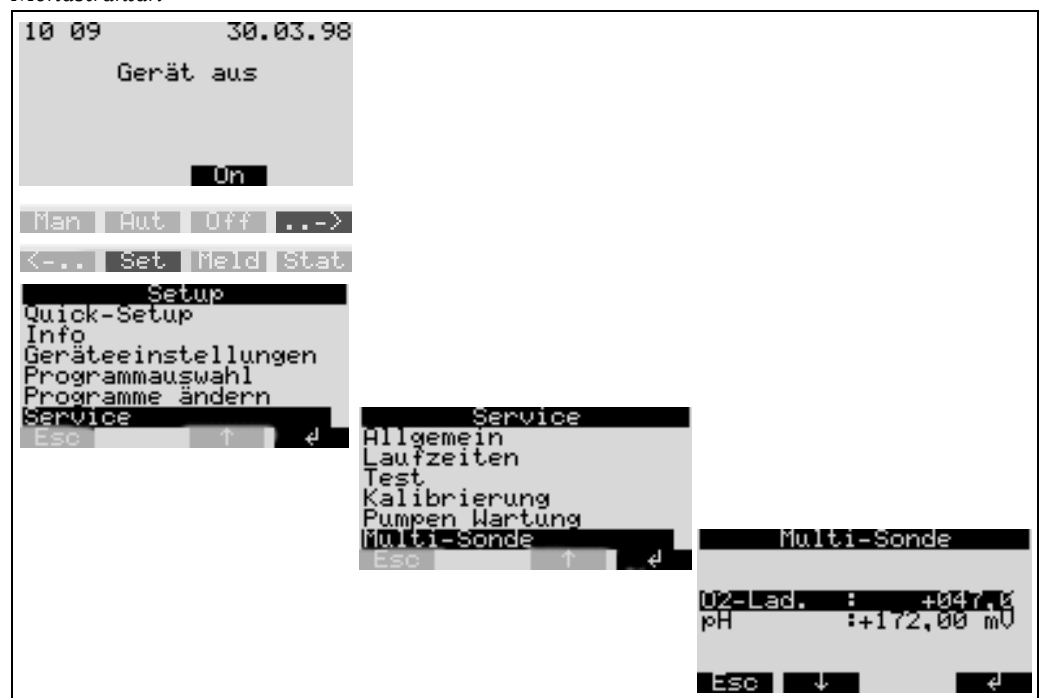 10 09 30.03.98
Gerät aus
On
Man Aut Off ..->
<-.. Set Meld Stat
Setup
Quick-Setup
Info
Geräteeinstellungen
Programmauswahl
Programme ändern
Service
Esc ↑ ↲
Service
Allgemein
Laufzeiten
Test
Kalibrierung
Pumpen Wartung
Multi-Sonde
Esc ↑ ↲
Multi-Sonde
O2-Lad. : +047,0
pH :+172,00 mV
Esc ↓ ↲